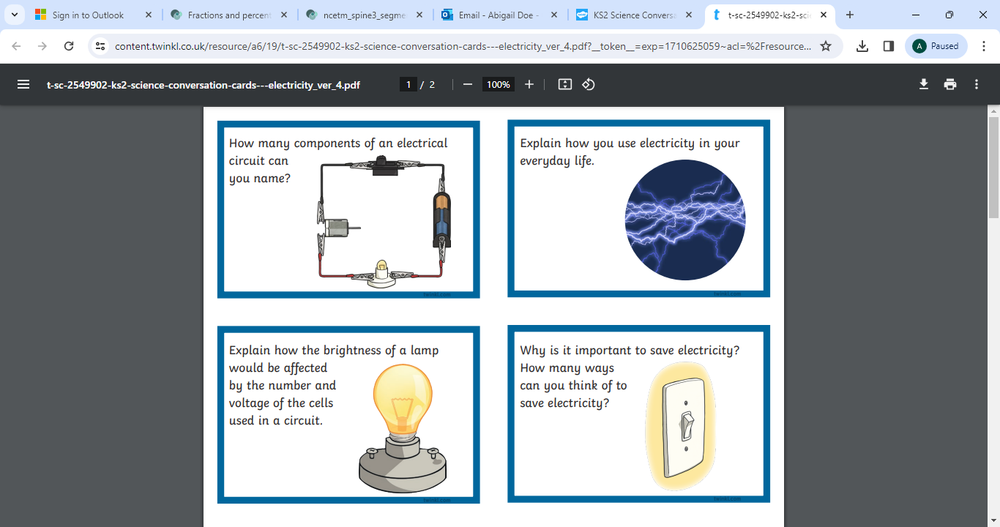 Sign in to Outlook
Fractions and percent
ncetm_spine3_segme
Email - Abigail Doe -
KS2 Science Conversa
t-sc-2549902-ks2-scie
content.twinkl.co.uk/resource/a6/19/t-sc-2549902-ks2-science-conversation-cards---electricity_ver_4.pdf?__token__=exp=1710625059~acl=%2Fresource...
A Paused
t-sc-2549902-ks2-science-conversation-cards---electricity_ver_4.pdf
1 / 2
100%
How many components of an electrical
circuit can
you name?
twinkl.com
Explain how you use electricity in your
everyday life.
twinkl.com
Explain how the brightness of a lamp
would be affected
by the number and
voltage of the cells
used in a circuit.
twinkl.com
Why is it important to save electricity?
How many ways
can you think of to
save electricity?
twinkl.com